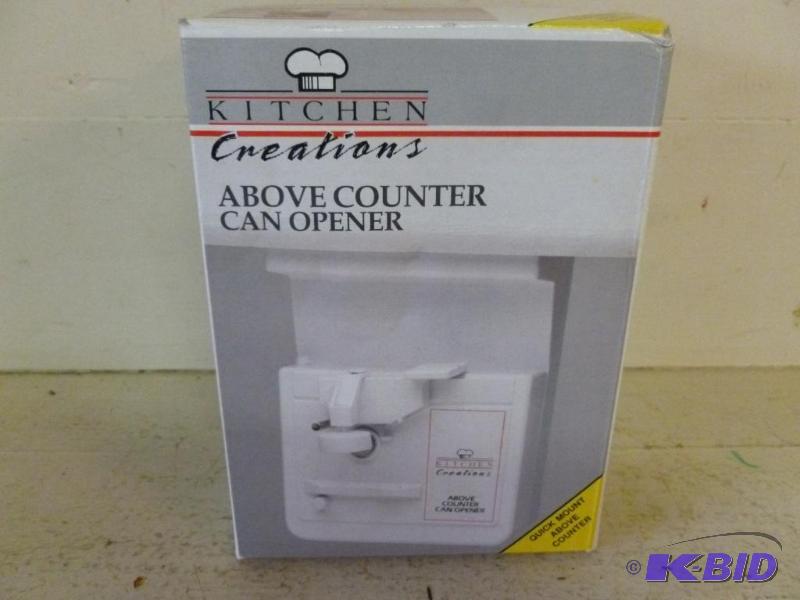 KITCHEN
Creations
ABOVE COUNTER
CAN OPENER
KITCHEN
Creations
ABOVE
COUNTER
CAN OPENER
QUICK MOUNT
ABOVE
COUNTER
© K-BID